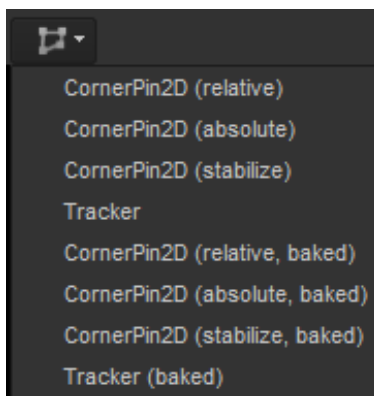 CornerPin2D (relative)
CornerPin2D (absolute)
CornerPin2D (stabilize)
Tracker
CornerPin2D (relative, baked)
CornerPin2D (absolute, baked)
CornerPin2D (stabilize, baked)
Tracker (baked)